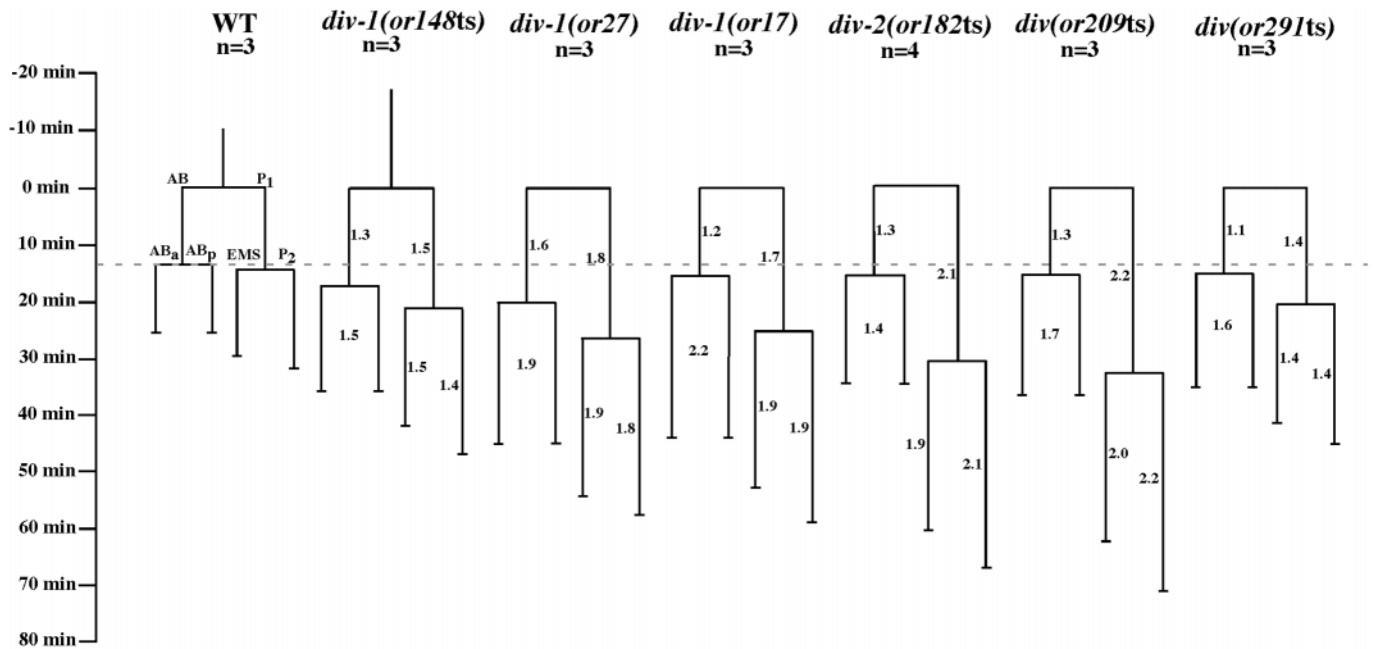 WT div-1(or148ts) div-1(or27) div-1(or17) div-2(or182ts) div(or209ts) div(or291ts)
n=3 n=3 n=3 n=3 n=4 n=3 n=3
-20 min
-10 min
0 min
10 min
20 min
30 min
40 min
50 min
60 min
70 min
80 min
AB P1
ABa ABp EMS P2
1.3 1.5
1.5 1.5 1.4
1.6 1.8
1.9 1.9 1.8
1.2 1.7
2.2 1.9 1.9
1.3 2.1
1.4 1.9 2.1
1.3 2.2
1.7 2.0 2.2
1.1 1.4
1.6 1.4 1.4